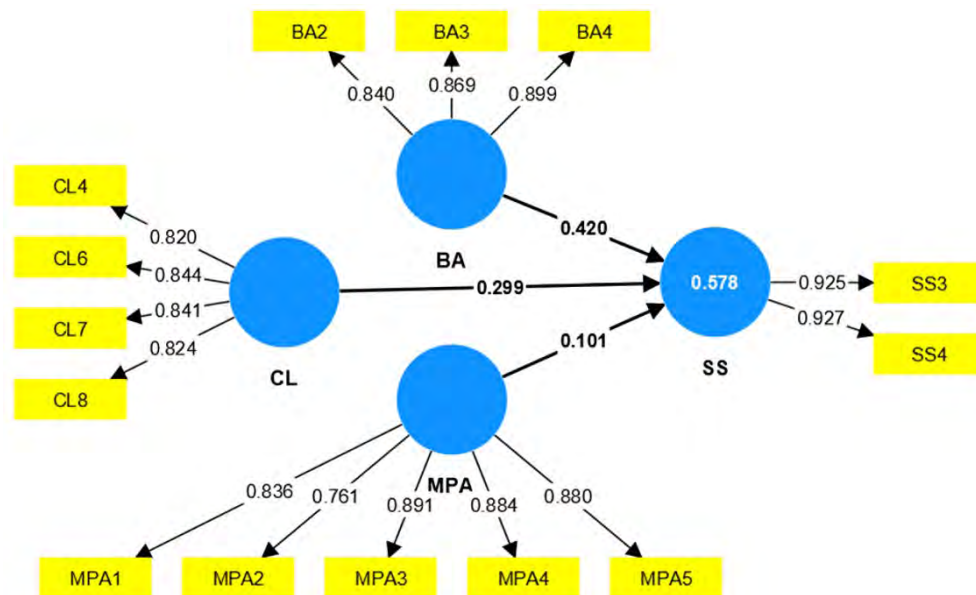 BA2 BA3 BA4
0.840 0.869 0.899
CL4
CL6
CL7
CL8
0.820
0.844
0.841
0.824
BA
CL
0.420
0.299
0.101
0.578
SS
0.925
0.927
SS3
SS4
MPA
0.836 0.761 0.891 0.884 0.880
MPA1 MPA2 MPA3 MPA4 MPA5